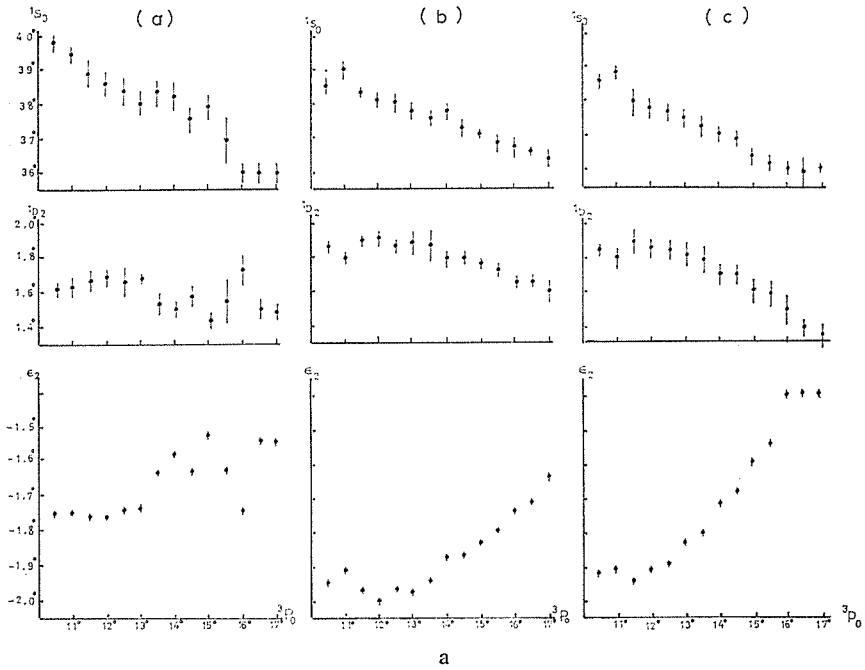 (a) (b) (c)
¹S₀ ¹S₀ ¹S₀
40°
39°
38°
37°
36°
¹D₂ ¹D₂ ¹D₂
2.0°
1.8°
1.6°
1.4°
ϵ₂ ϵ₂ ϵ₂
-1.5°
-1.6°
-1.7°
-1.8°
-1.9°
-2.0°
³P₀ ³P₀ ³P₀
11° 12° 13° 14° 15° 16° 17° 11° 12° 13° 14° 15° 16° 17° 11° 12° 13° 14° 15° 16° 17°
a